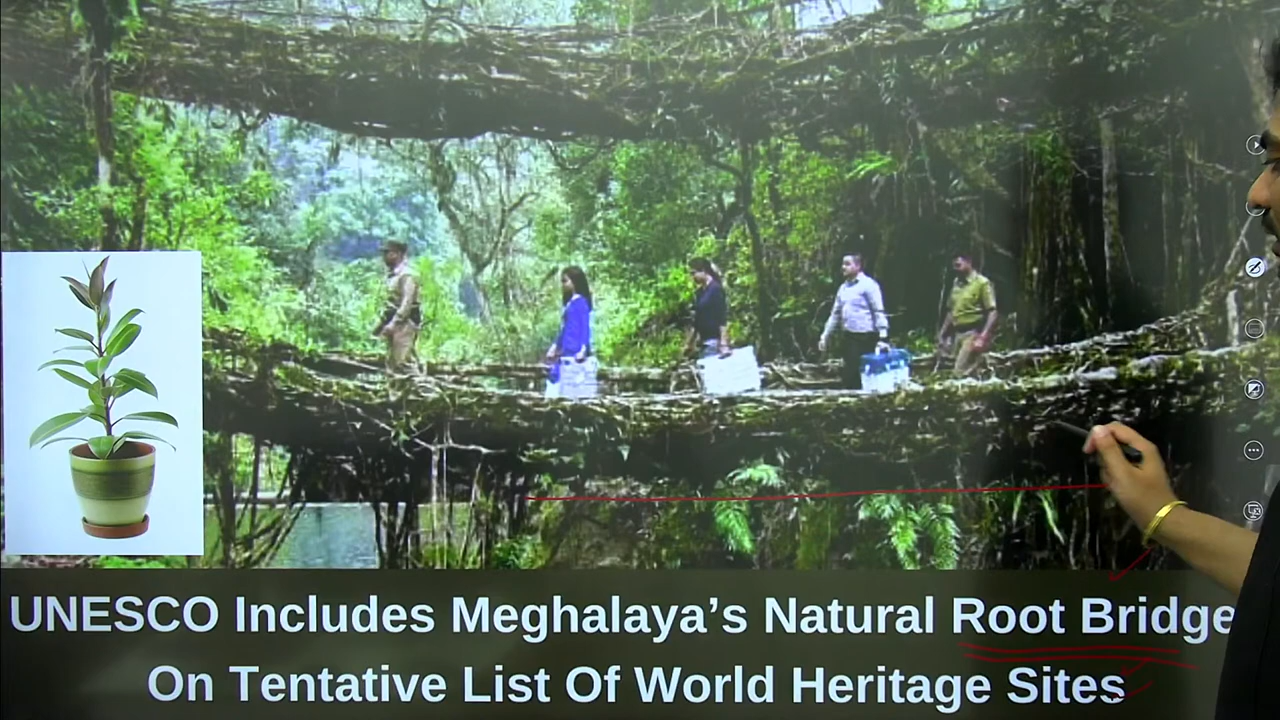 UNESCO Includes Meghalaya’s Natural Root Bridge
On Tentative List Of World Heritage Sites